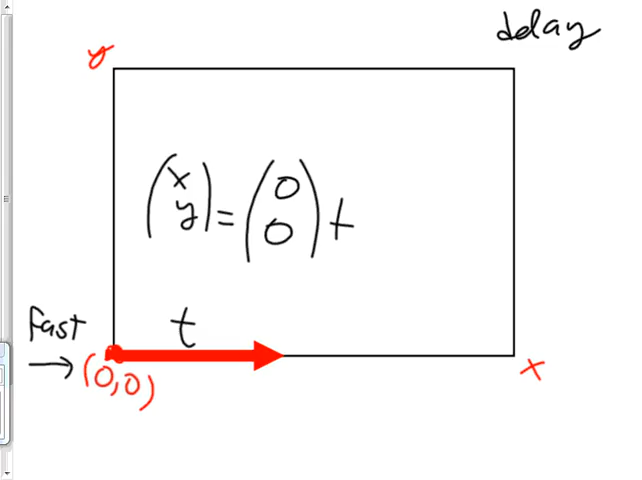 delay
y
(x
y) = (0
0) +
Fast
t
→ (0,0)
x